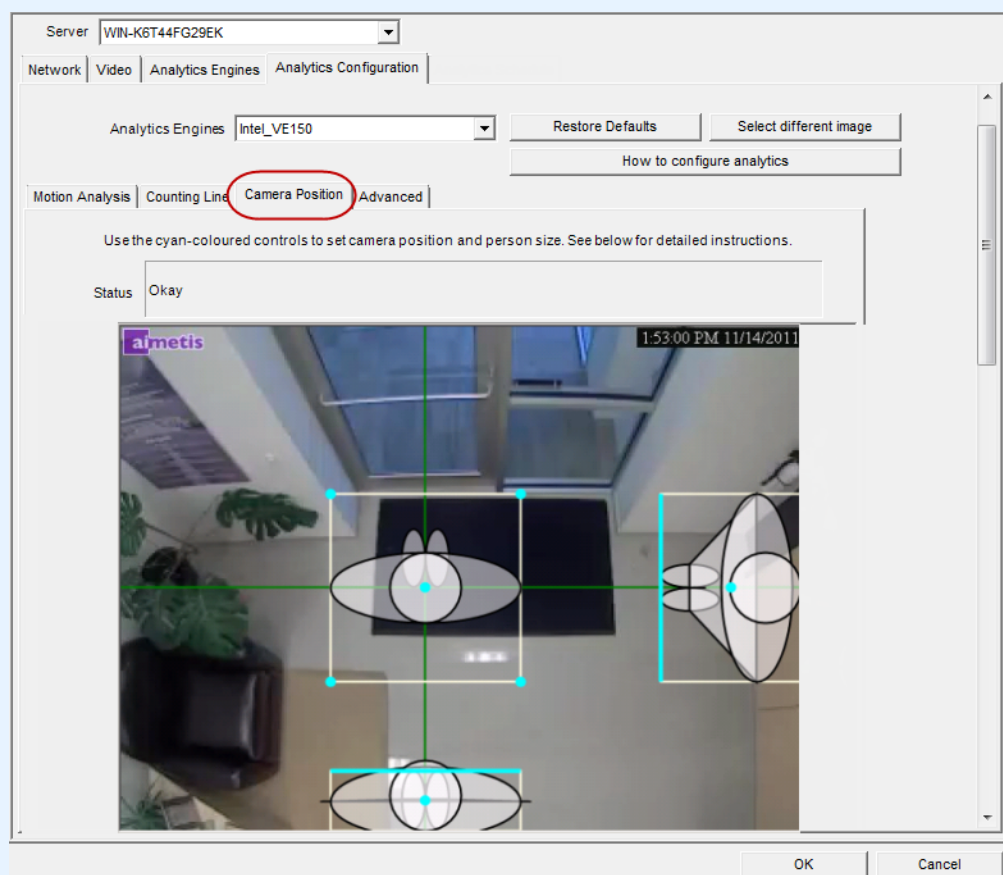 Server WIN-K6T44FG29EK
Network Video Analytics Engines Analytics Configuration
Analytics Engines Intel_VE150 Restore Defaults Select different image
How to configure analytics
Motion Analysis Counting Line Camera Position Advanced
Use the cyan-coloured controls to set camera position and person size. See below for detailed instructions.
Status Okay
aimetis 1:53:00 PM 11/14/2011
OK Cancel